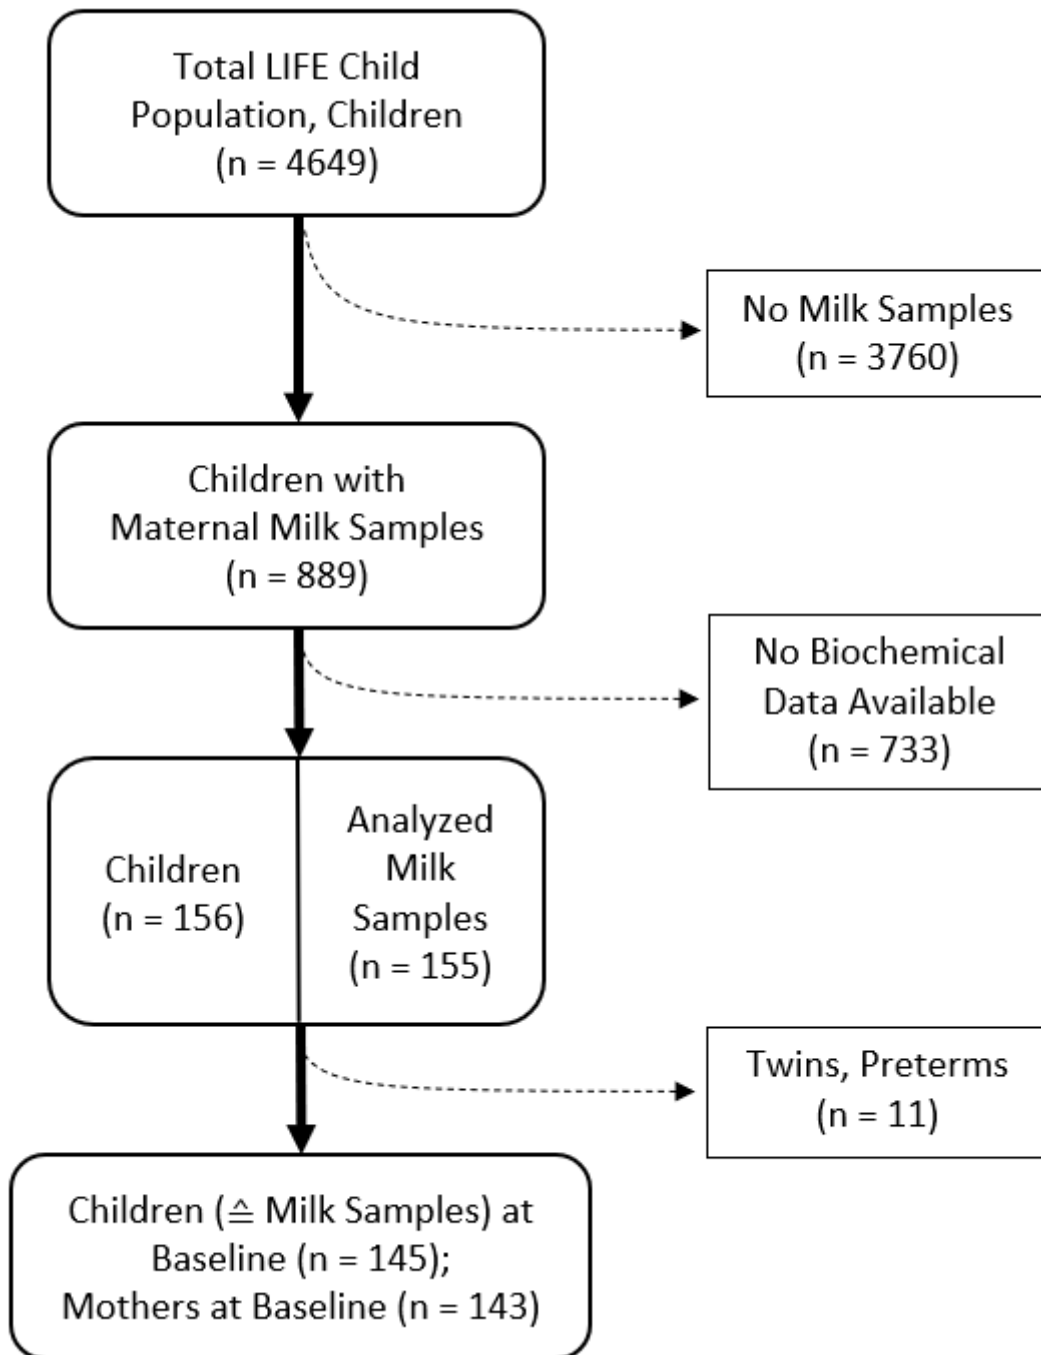 Total LIFE Child
Population, Children
(n = 4649)
No Milk Samples
(n = 3760)
Children with
Maternal Milk Samples
(n = 889)
No Biochemical
Data Available
(n = 733)
Children
(n = 156)
Analyzed
Milk
Samples
(n = 155)
Twins, Preterms
(n = 11)
Children (≙ Milk Samples) at
Baseline (n = 145);
Mothers at Baseline (n = 143)